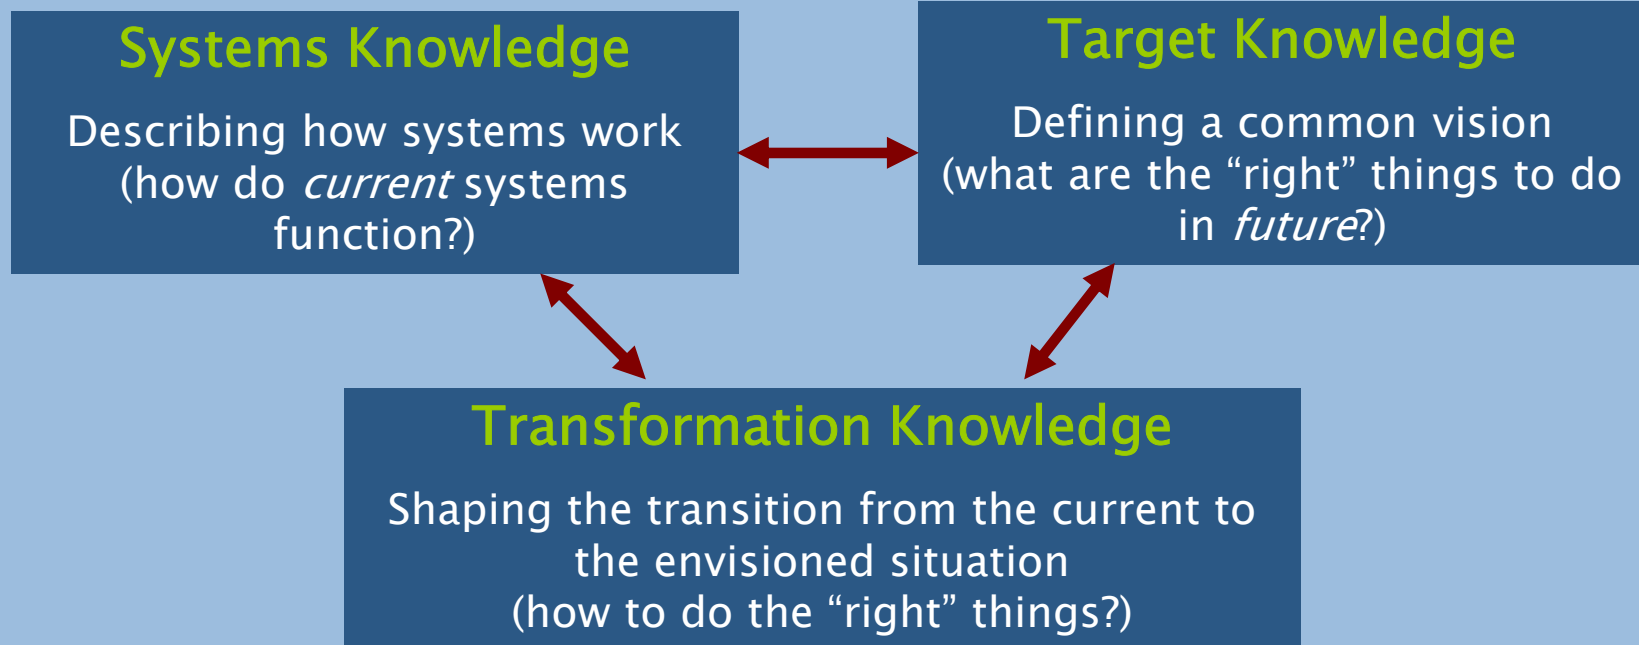 Systems Knowledge
Describing how systems work
(how do current systems
function?)
Target Knowledge
Defining a common vision
(what are the “right” things to do
in future?)
Transformation Knowledge
Shaping the transition from the current to
the envisioned situation
(how to do the “right” things?)